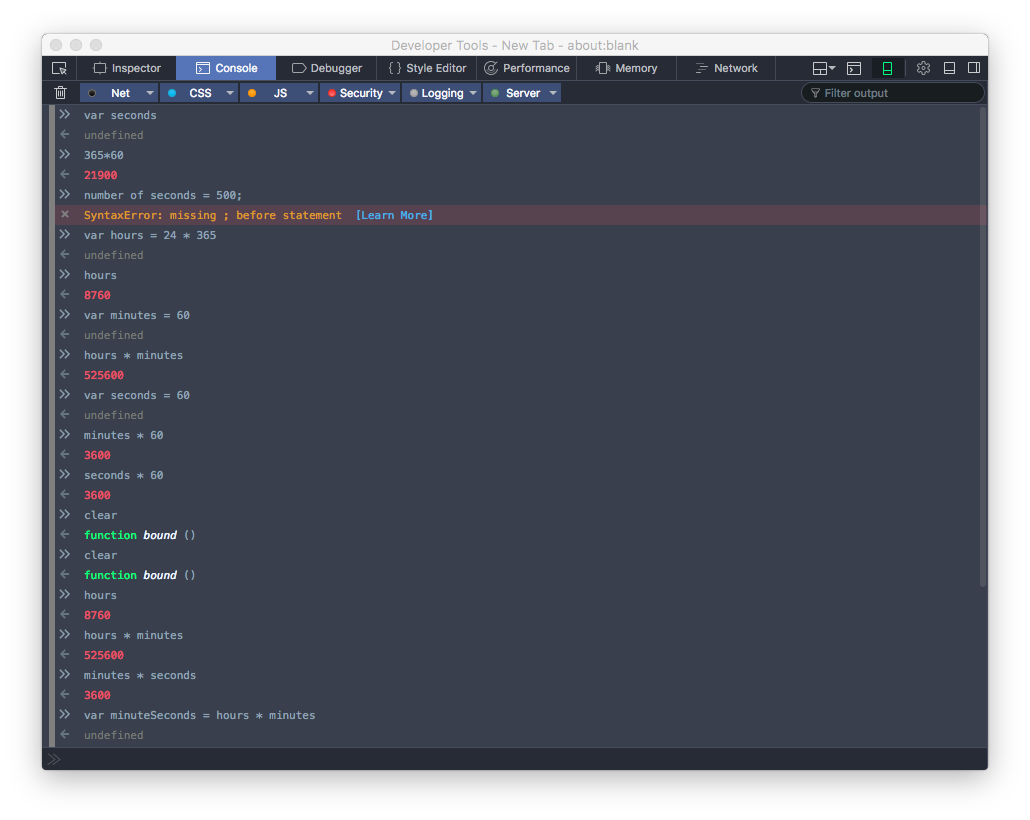 Developer Tools - New Tab - about:blank
Inspector Console Debugger { } Style Editor Performance Memory Network
Net CSS JS Security Logging Server Filter output
» var seconds
← undefined
» 365*60
← 21900
» number of seconds = 500;
× SyntaxError: missing ; before statement [Learn More]
» var hours = 24 * 365
← undefined
» hours
← 8760
» var minutes = 60
← undefined
» hours * minutes
← 525600
» var seconds = 60
← undefined
» minutes * 60
← 3600
» seconds * 60
← 3600
» clear
← function bound ()
» clear
← function bound ()
» hours
← 8760
» hours * minutes
← 525600
» minutes * seconds
← 3600
» var minuteSeconds = hours * minutes
← undefined
»